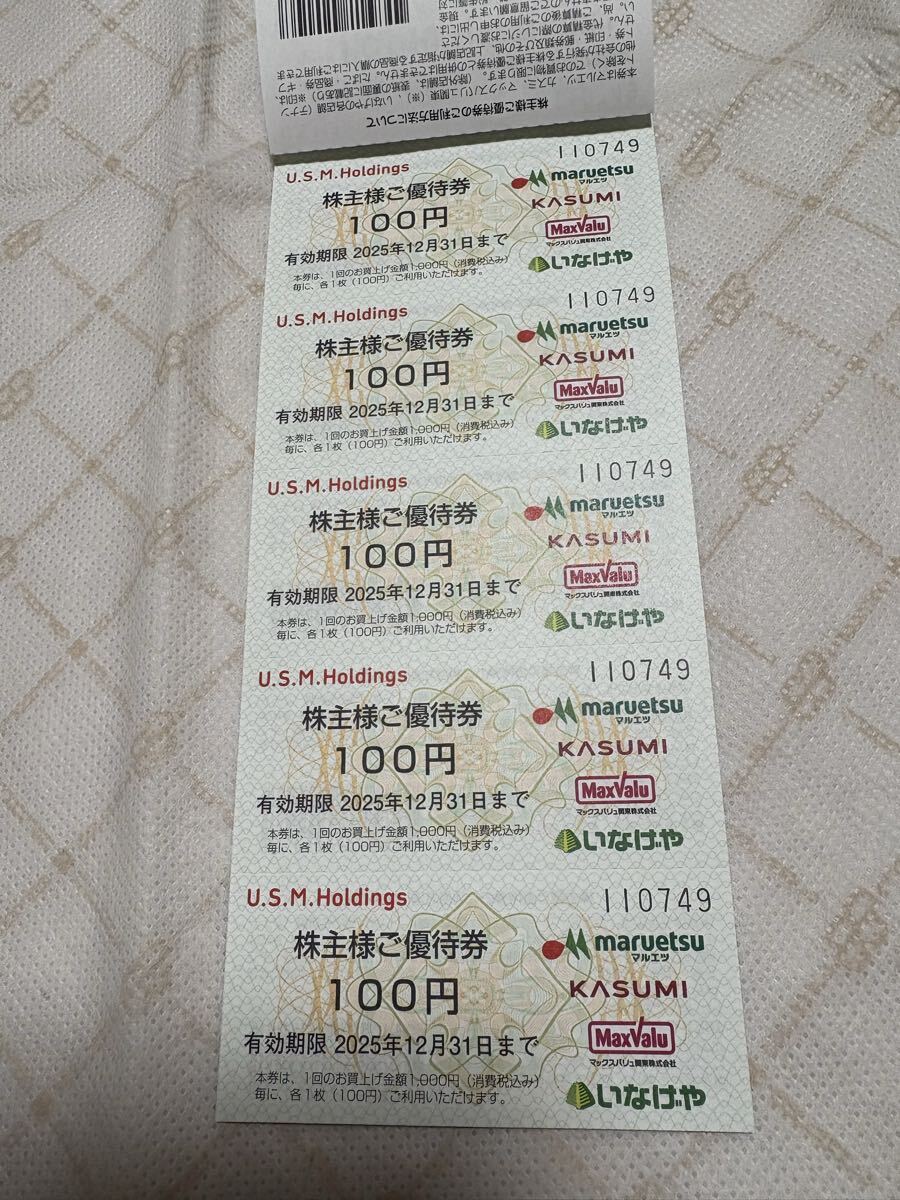 株主様ご優待券のご利用方法について
U.S.M.Holdings
110749
株主様ご優待券
maruetsu
マルエツ
100円
KASUMI
有効期限 2025年12月31日まで
MaxValu
マックスバリュ関東株式会社
本券は、1回のお買上げ金額1,000円（消費税込み）
毎に、各1枚（100円）ご利用いただけます。
いなげや
U.S.M.Holdings
110749
株主様ご優待券
maruetsu
マルエツ
100円
KASUMI
有効期限 2025年12月31日まで
MaxValu
マックスバリュ関東株式会社
本券は、1回のお買上げ金額1,000円（消費税込み）
毎に、各1枚（100円）ご利用いただけます。
いなげや
U.S.M.Holdings
110749
株主様ご優待券
maruetsu
マルエツ
100円
KASUMI
有効期限 2025年12月31日まで
MaxValu
マックスバリュ関東株式会社
本券は、1回のお買上げ金額1,000円（消費税込み）
毎に、各1枚（100円）ご利用いただけます。
いなげや
U.S.M.Holdings
110749
株主様ご優待券
maruetsu
マルエツ
100円
KASUMI
有効期限 2025年12月31日まで
MaxValu
マックスバリュ関東株式会社
本券は、1回のお買上げ金額1,000円（消費税込み）
毎に、各1枚（100円）ご利用いただけます。
いなげや
U.S.M.Holdings
110749
株主様ご優待券
maruetsu
マルエツ
100円
KASUMI
有効期限 2025年12月31日まで
MaxValu
マックスバリュ関東株式会社
本券は、1回のお買上げ金額1,000円（消費税込み）
毎に、各1枚（100円）ご利用いただけます。
いなげや